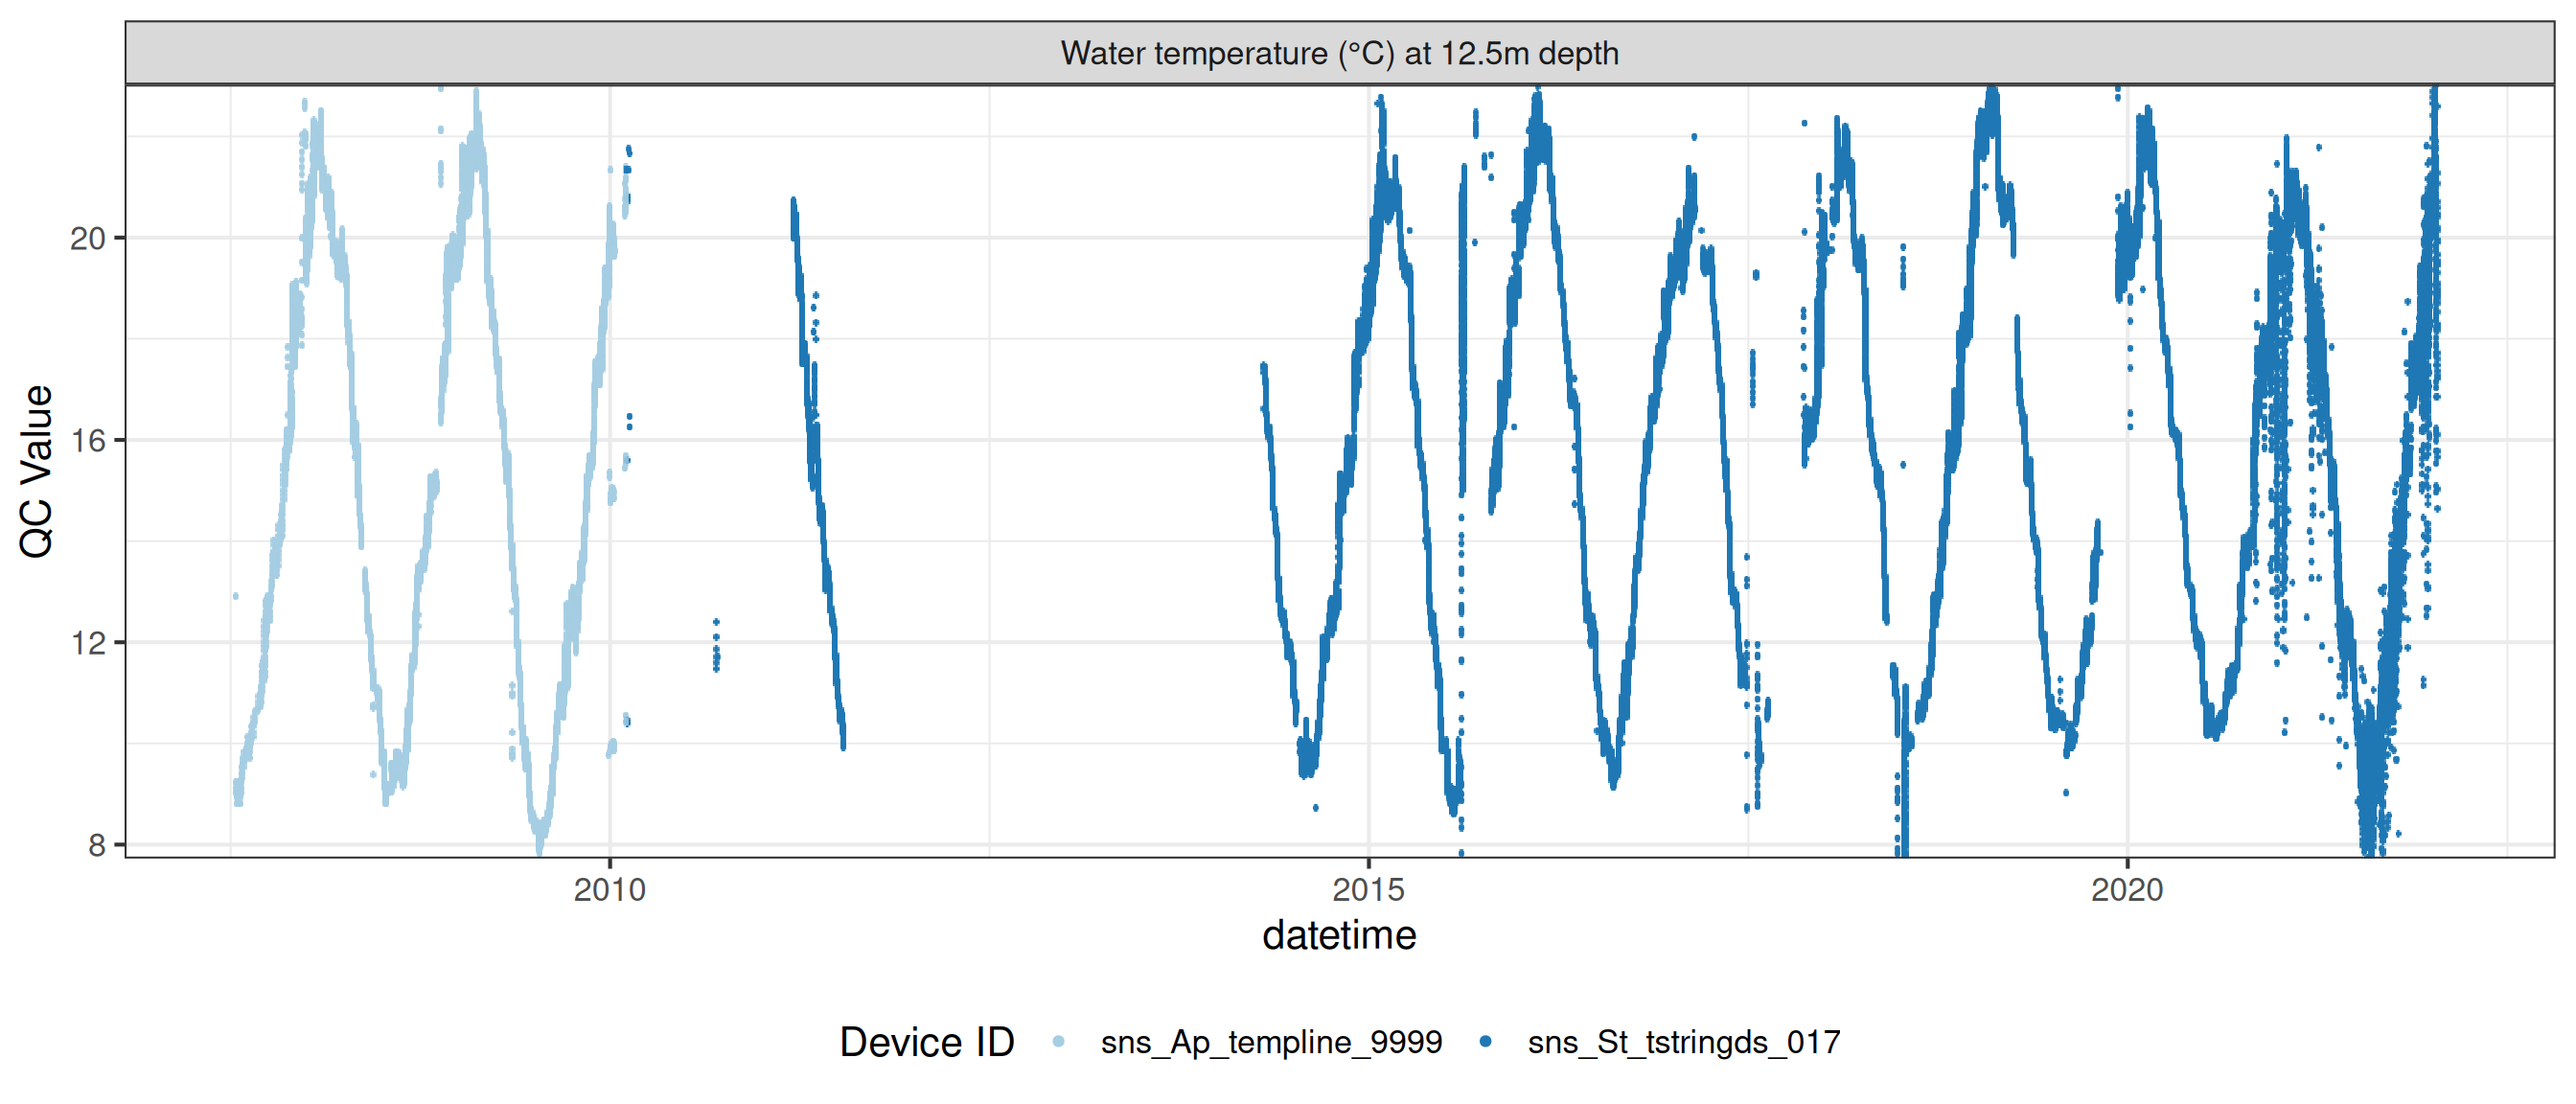 Water temperature (°C) at 12.5m depth
QC Value
20
16
12
8
2010
2015
2020
datetime
Device ID
sns_Ap_templine_9999
sns_St_tstringds_017